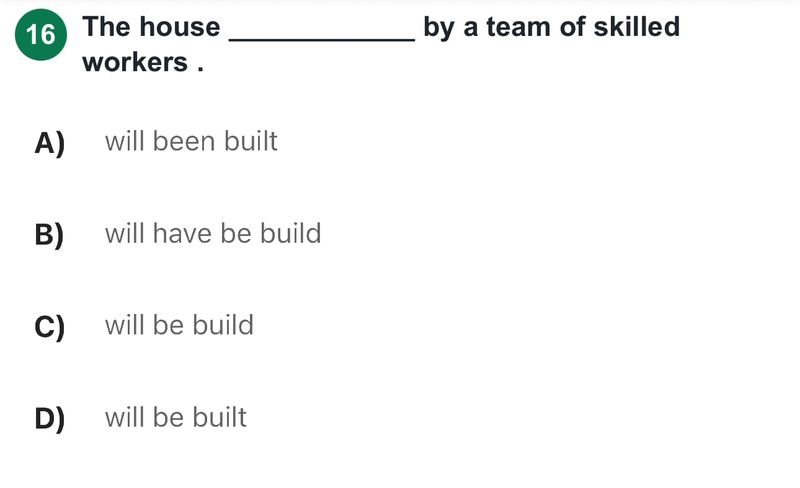 16 The house ____________ by a team of skilled
workers .
A) will been built
B) will have be build
C) will be build
D) will be built